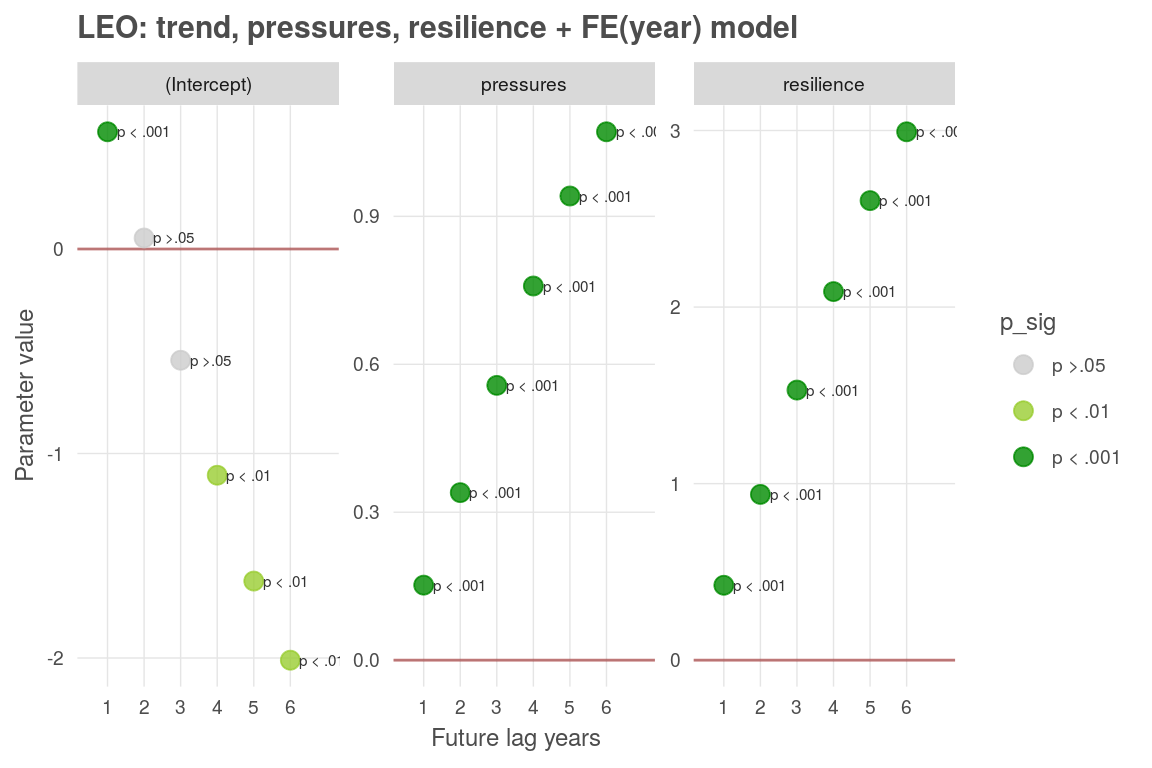 LEO: trend, pressures, resilience + FE(year) model
(Intercept)
pressures
resilience
Parameter value
0
-1
-2
p < .001
p >.05
p >.05
p < .01
p < .01
p < .01
1 2 3 4 5 6
0.9
0.6
0.3
0.0
p < .00
p < .001
p < .001
p < .001
p < .001
p < .001
1 2 3 4 5 6
3
2
1
0
p < .00
p < .001
p < .001
p < .001
p < .001
p < .001
1 2 3 4 5 6
Future lag years
p_sig
p >.05
p < .01
p < .001